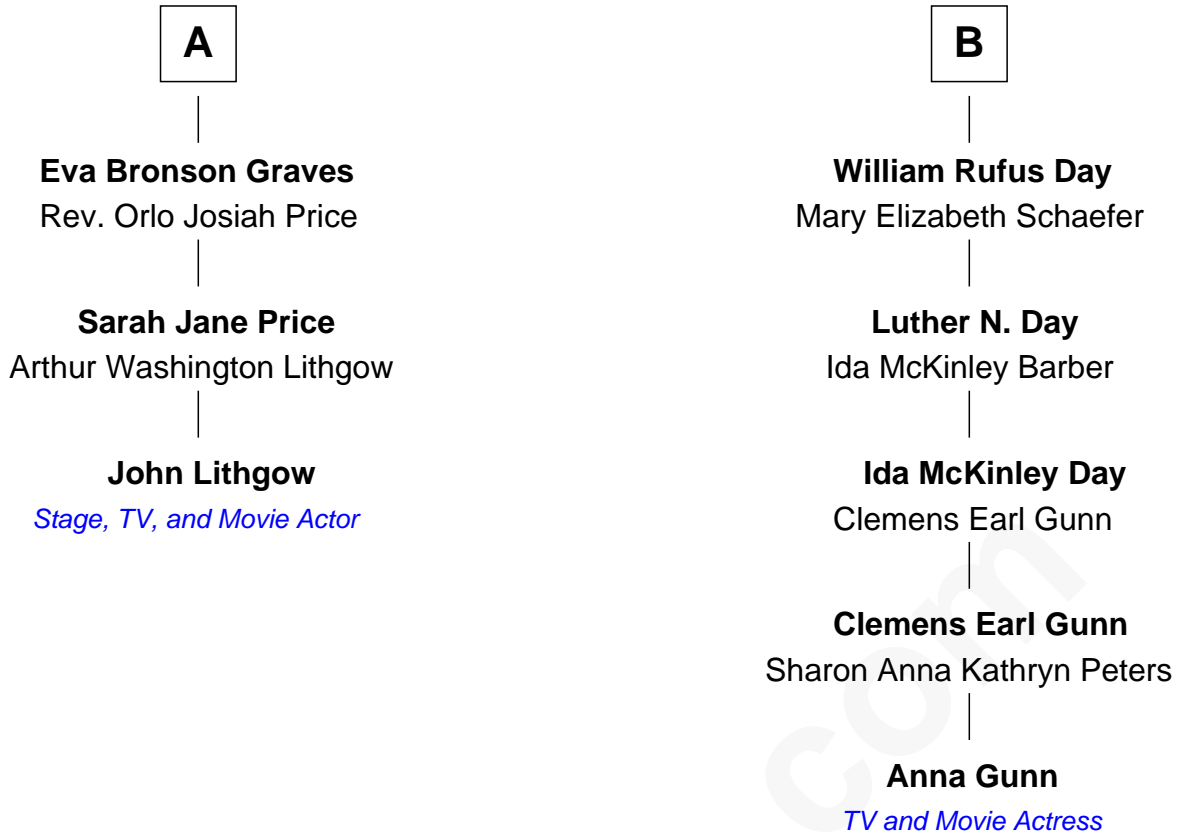 A
Eva Bronson Graves
Rev. Orlo Josiah Price
Sarah Jane Price
Arthur Washington Lithgow
John Lithgow
Stage, TV, and Movie Actor
B
William Rufus Day
Mary Elizabeth Schaefer
Luther N. Day
Ida McKinley Barber
Ida McKinley Day
Clemens Earl Gunn
Clemens Earl Gunn
Sharon Anna Kathryn Peters
Anna Gunn
TV and Movie Actress
com